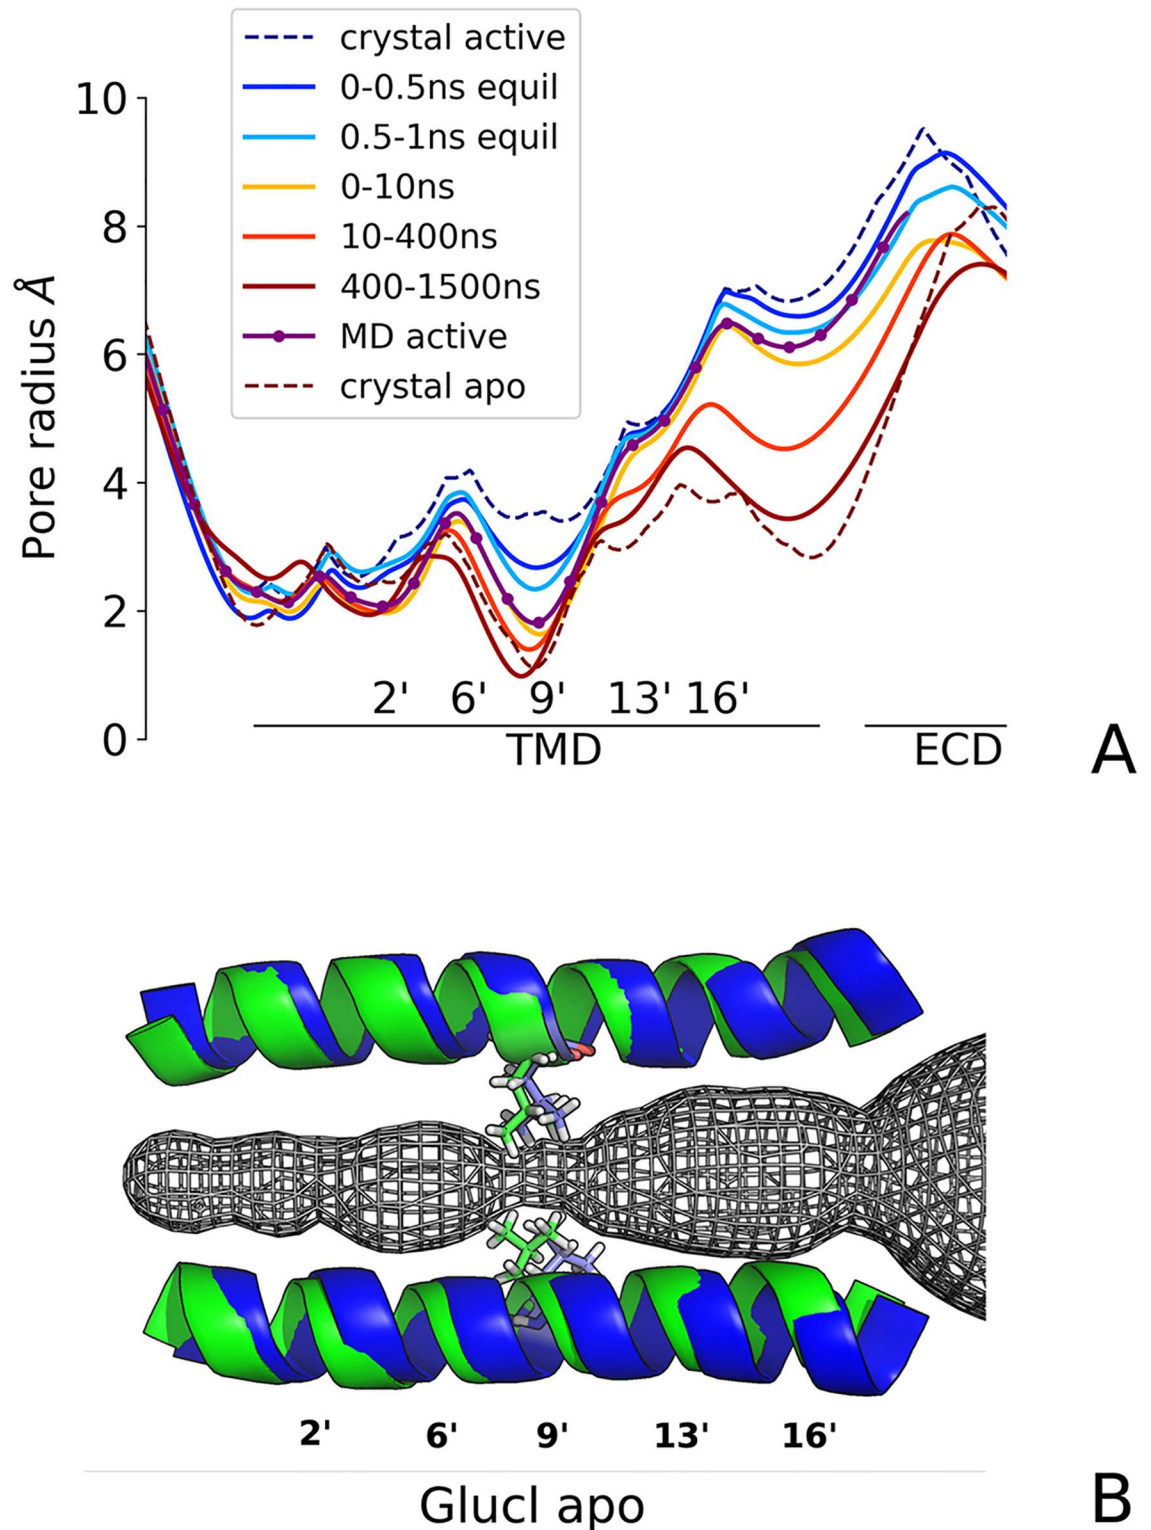 crystal active
0-0.5ns equil
0.5-1ns equil
0-10ns
10-400ns
400-1500ns
MD active
crystal apo
Pore radius Å
10
8
6
4
2
0
2' 6' 9' 13' 16'
TMD ECD
A
2' 6' 9' 13' 16'
Glucl apo
B